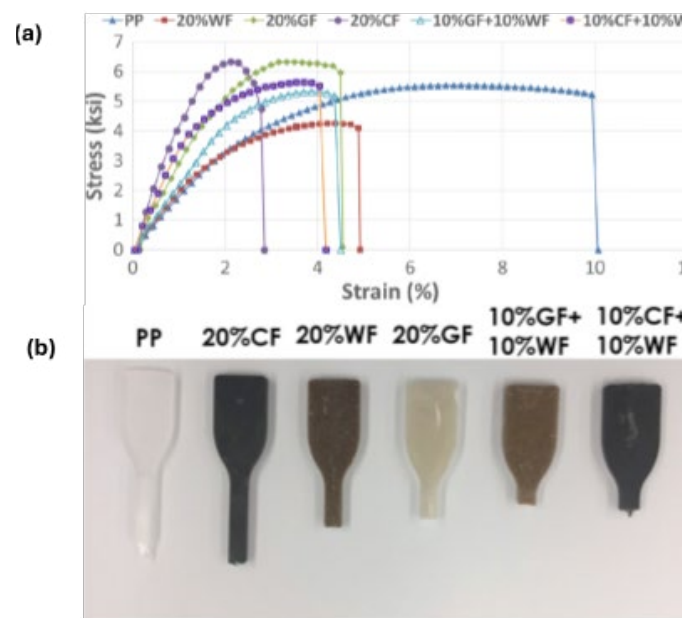 (a)
PP 20%WF 20%GF 20%CF 10%GF+10%WF 10%CF+10%W
7
6
5
4
3
2
1
0
Stress (ksi)
0 2 4 6 8 10 12
Strain (%)
(b)
PP 20%CF 20%WF 20%GF 10%GF+ 10%CF+
10%WF 10%WF